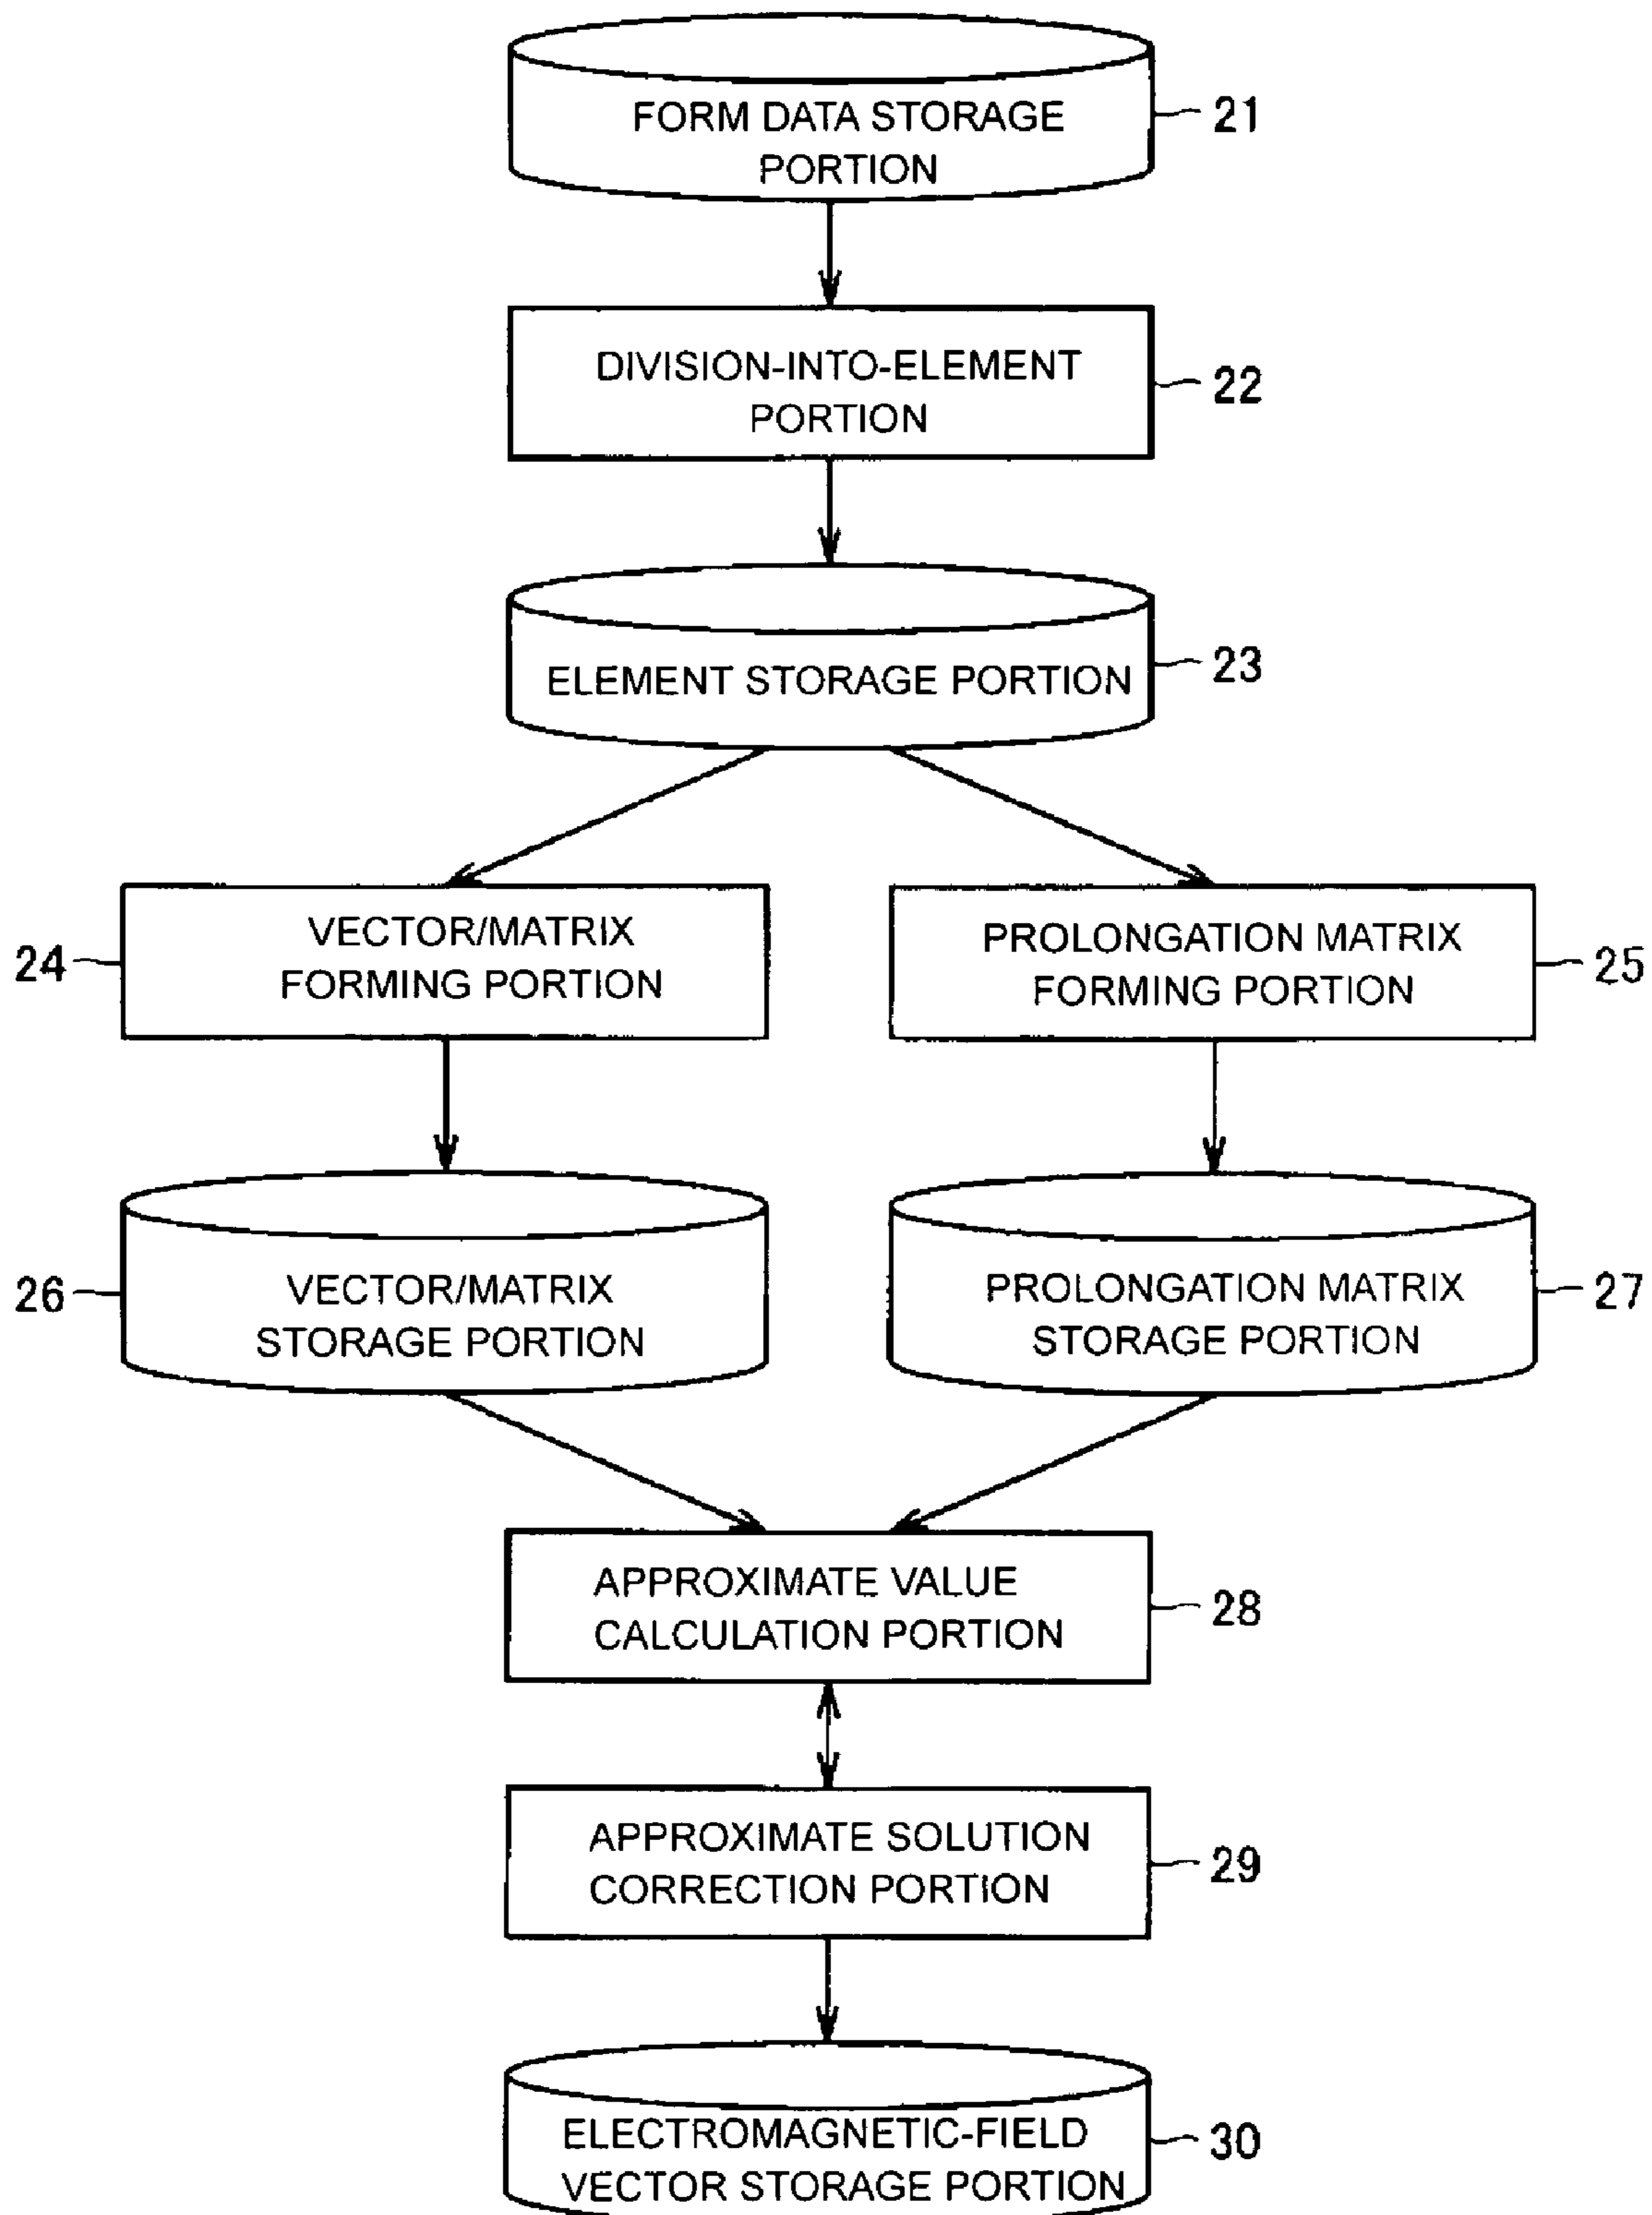 FORM DATA STORAGE
PORTION
21
DIVISION-INTO-ELEMENT
PORTION
22
ELEMENT STORAGE PORTION
23
24
VECTOR/MATRIX
FORMING PORTION
PROLONGATION MATRIX
FORMING PORTION
25
26
VECTOR/MATRIX
STORAGE PORTION
PROLONGATION MATRIX
STORAGE PORTION
27
APPROXIMATE VALUE
CALCULATION PORTION
28
APPROXIMATE SOLUTION
CORRECTION PORTION
29
ELECTROMAGNETIC-FIELD
VECTOR STORAGE PORTION
30